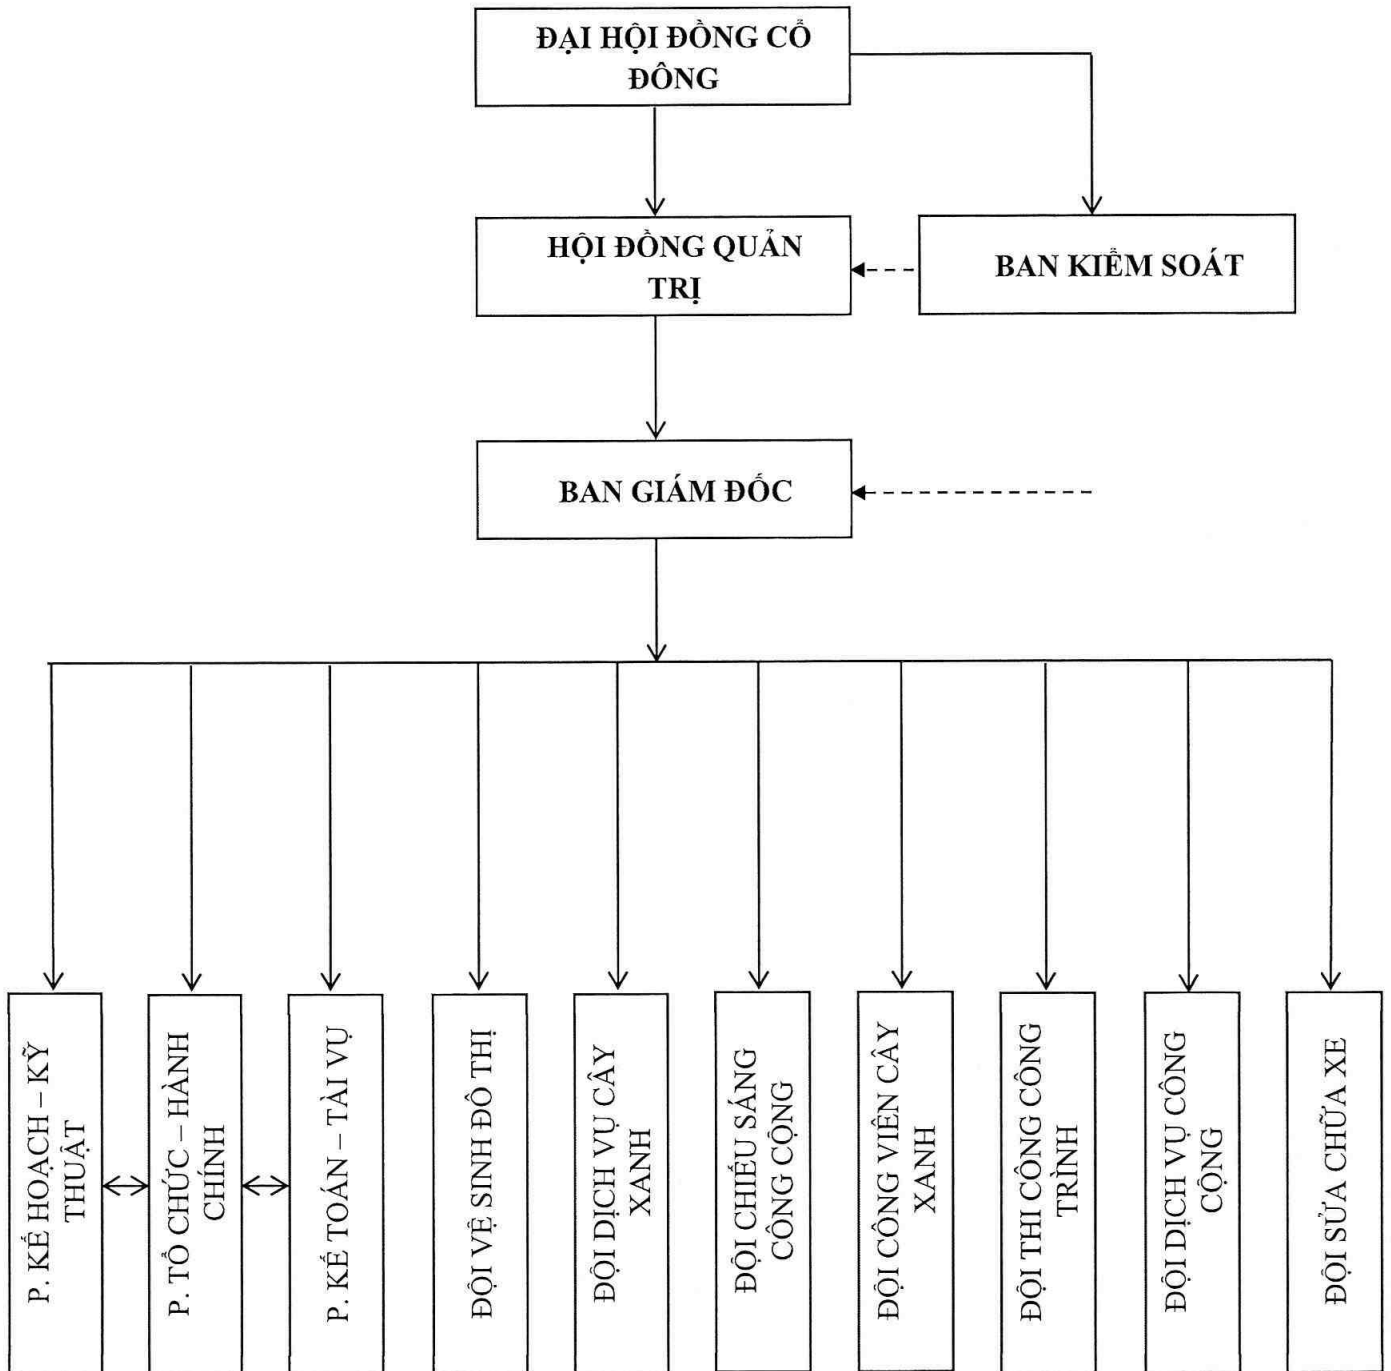 ĐẠI HỘI ĐỒNG CỔ
ĐÔNG
HỘI ĐỒNG QUẢN
TRỊ
BAN KIỂM SOÁT
BAN GIÁM ĐỐC
P. KẾ HOẠCH – KỸ
THUẬT
P. TỔ CHỨC – HÀNH
CHÍNH
P. KẾ TOÁN – TÀI VỤ
ĐỘI VỆ SINH ĐÔ THỊ
ĐỘI DỊCH VỤ CÂY
XANH
ĐỘI CHIẾU SÁNG
CÔNG CỘNG
ĐỘI CÔNG VIÊN CÂY
XANH
ĐỘI THI CÔNG CÔNG
TRÌNH
ĐỘI DỊCH VỤ CÔNG
CỘNG
ĐỘI SỬA CHỮA XE